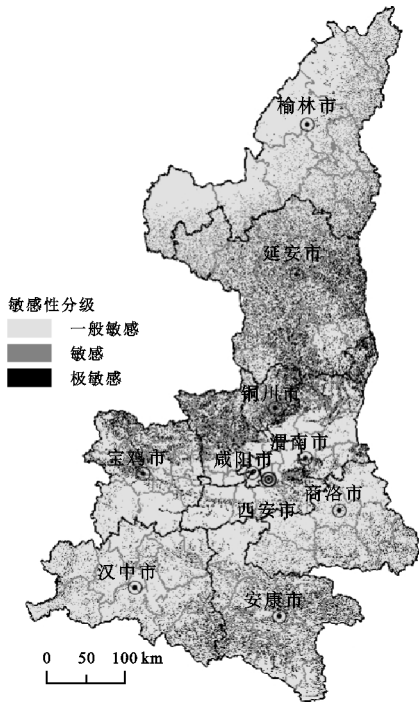 榆林市
延安市
敏感性分级
一般敏感
敏感
极敏感
铜川市
渭南市
宝鸡市
咸阳市
商洛市
西安市
汉中市
安康市
0 50 100 km